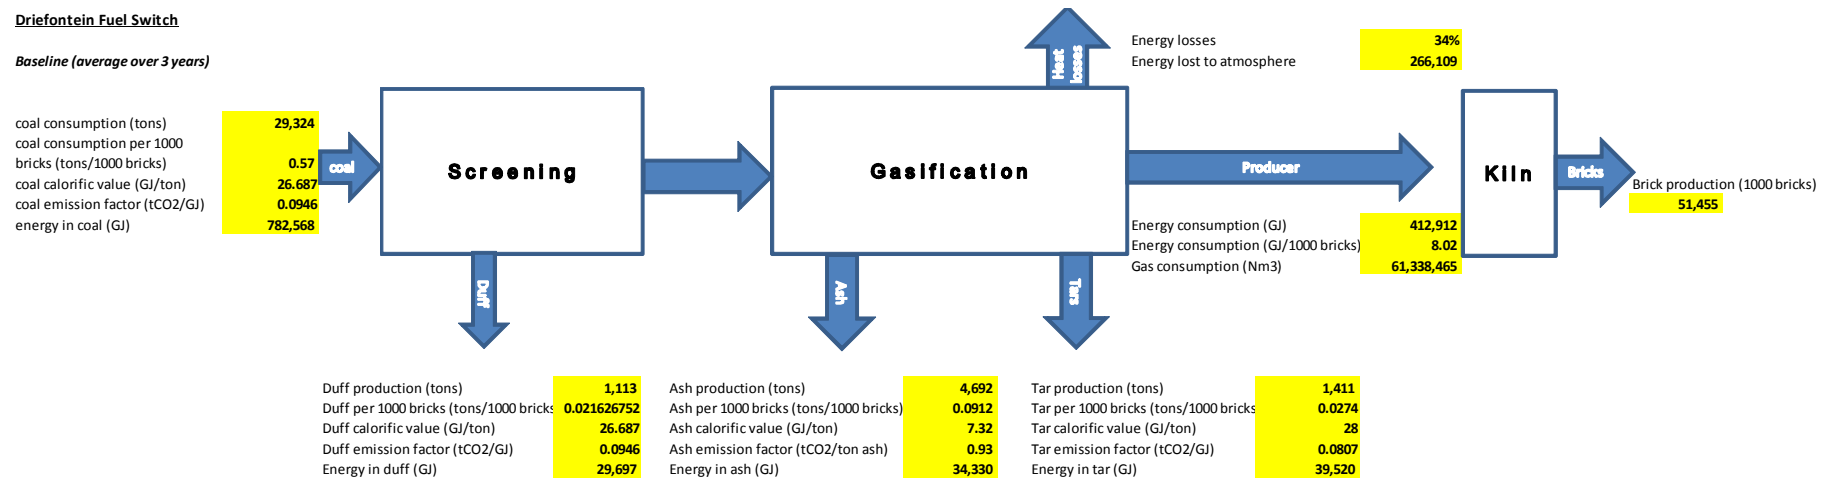 Driefontein Fuel Switch
Baseline (average over 3 years)
Energy losses 34%
Energy lost to atmosphere 266,109
Heat
losses
coal consumption (tons) 29,324
coal consumption per 1000
bricks (tons/1000 bricks) 0.57
coal calorific value (GJ/ton) 26.687
coal emission factor (tCO2/GJ) 0.0946
energy in coal (GJ) 782,568
coal
Screening
Gasification
Producer
Kiln
Bricks
Brick production (1000 bricks)
51,455
Energy consumption (GJ) 412,912
Energy consumption (GJ/1000 bricks) 8.02
Gas consumption (Nm3) 61,338,465
Duff
Ash
Tars
Duff production (tons) 1,113
Duff per 1000 bricks (tons/1000 bricks 0.021626752
Duff calorific value (GJ/ton) 26.687
Duff emission factor (tCO2/GJ) 0.0946
Energy in duff (GJ) 29,697
Ash production (tons) 4,692
Ash per 1000 bricks (tons/1000 bricks) 0.0912
Ash calorific value (GJ/ton) 7.32
Ash emission factor (tCO2/ton ash) 0.93
Energy in ash (GJ) 34,330
Tar production (tons) 1,411
Tar per 1000 bricks (tons/1000 bricks 0.0274
Tar calorific value (GJ/ton) 28
Tar emission factor (tCO2/GJ) 0.0807
Energy in tar (GJ) 39,520